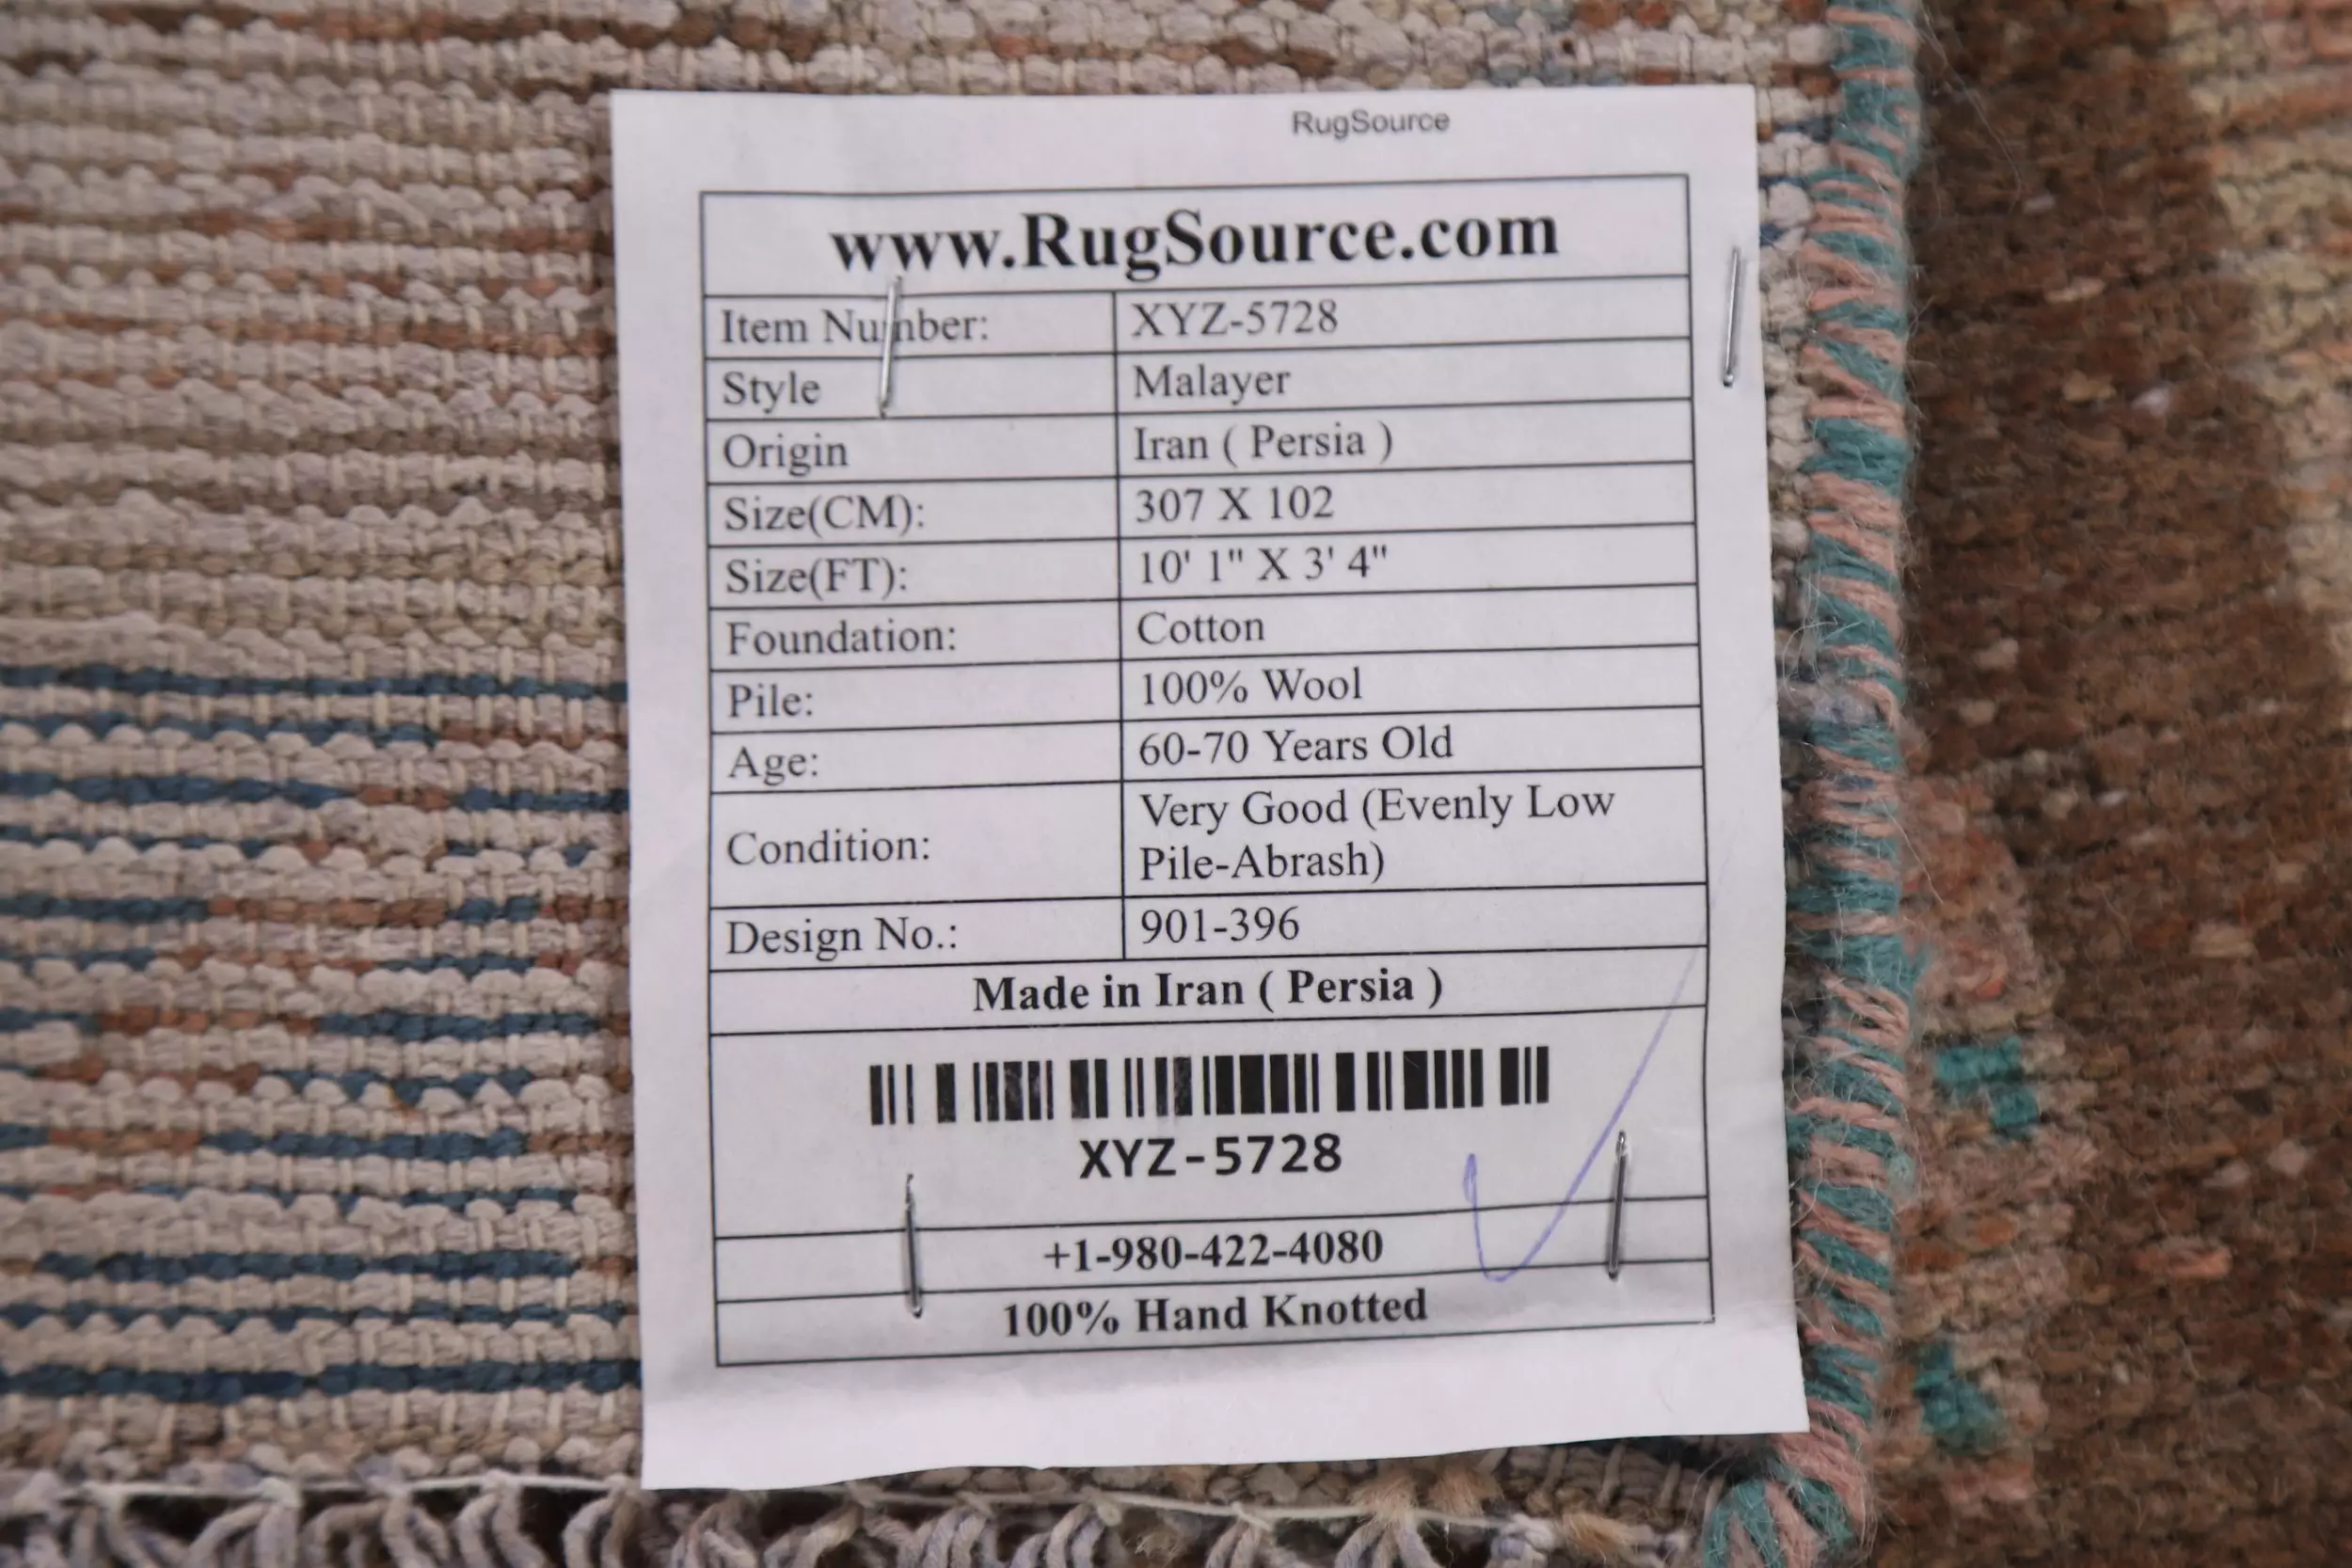 RugSource
www.RugSource.com
Item Number: XYZ-5728
Style Malayer
Origin Iran ( Persia )
Size(CM): 307 X 102
Size(FT): 10' 1" X 3' 4"
Foundation: Cotton
Pile: 100% Wool
Age: 60-70 Years Old
Condition: Very Good (Evenly Low
Pile-Abrash)
Design No.: 901-396
Made in Iran ( Persia )
XYZ-5728
+1-980-422-4080
100% Hand Knotted